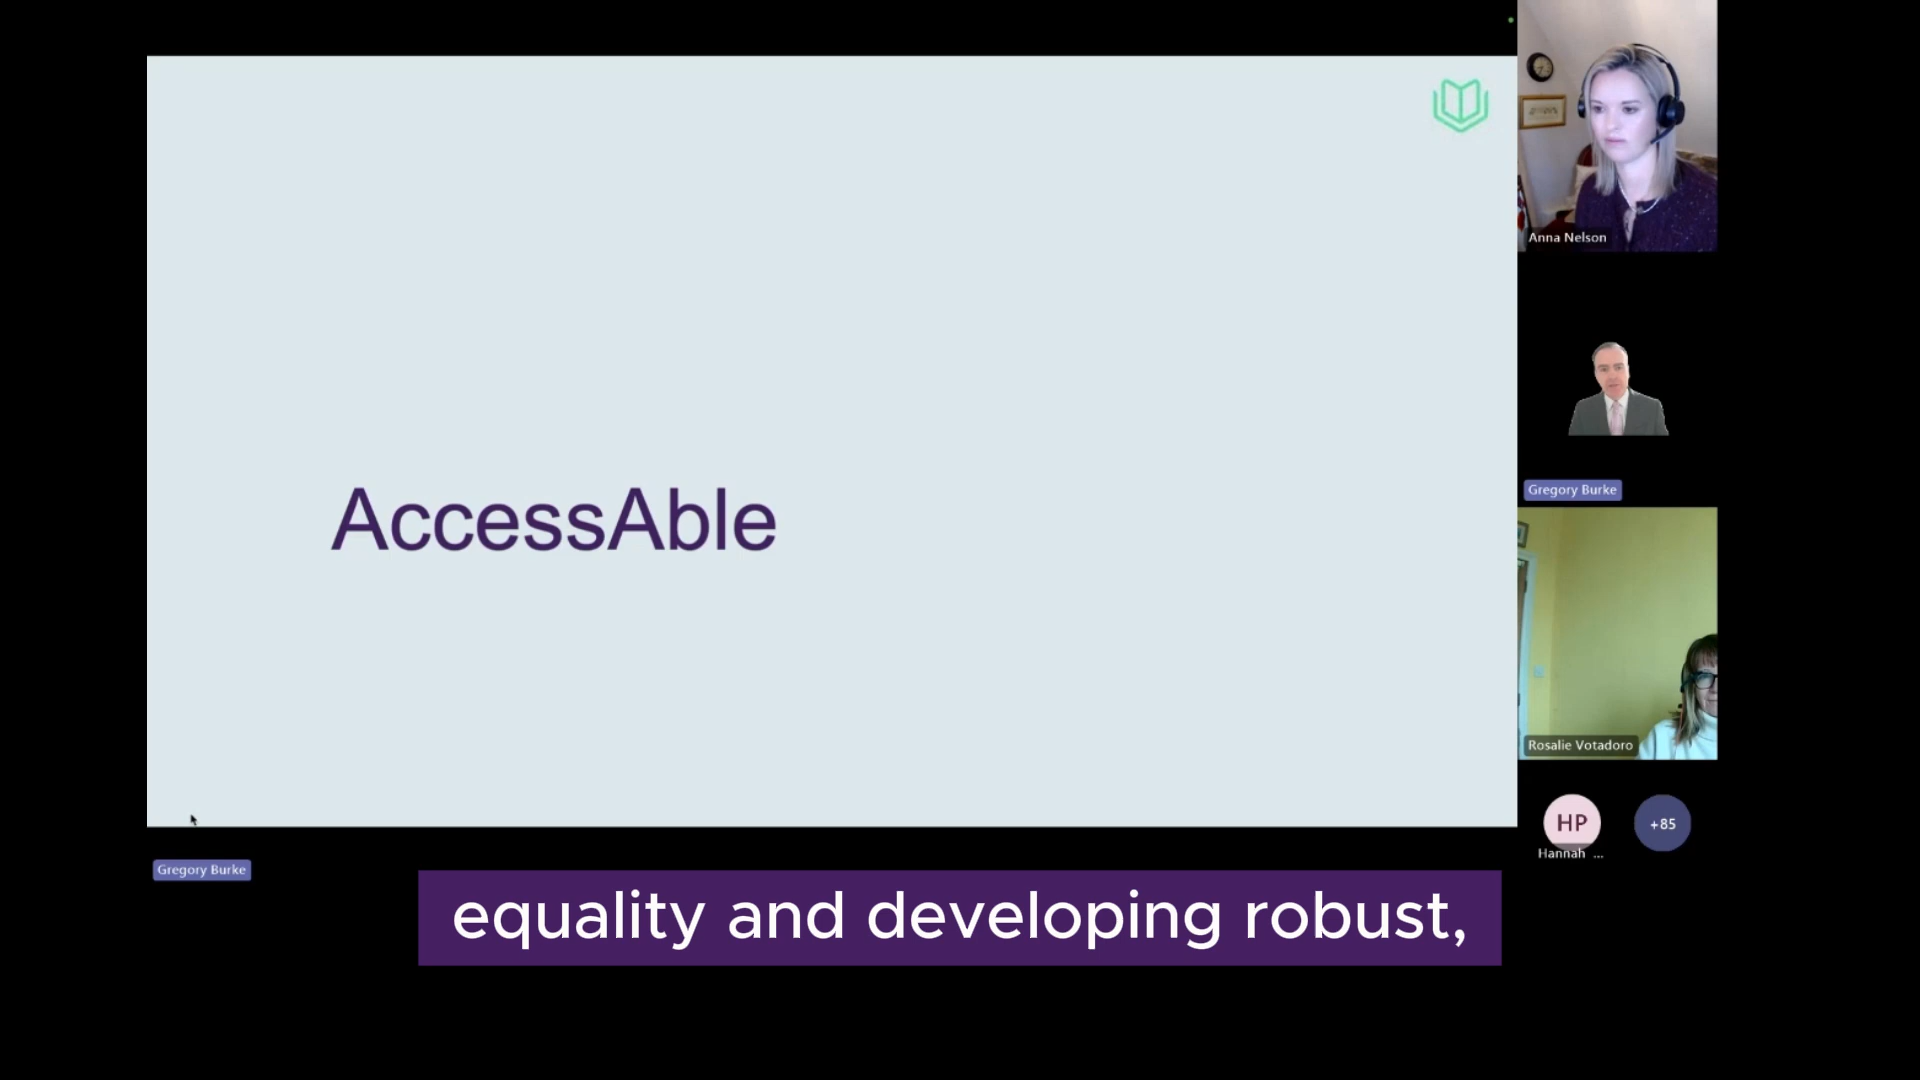 AccessAble
Anna Nelson
Gregory Burke
Rosalie Votadoro
HP
+85
Hannah ...
Gregory Burke
equality and developing robust,